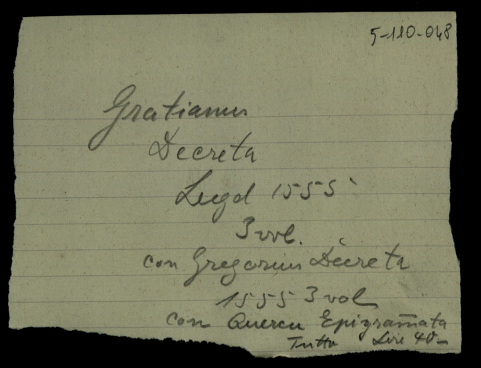 5-110-048
Gratianus
Decreta
Lugd 1555
3 vol.
con Gregorius Decreta
1555 3 vol
con Quercu Epigramata
Tutto Lire 40